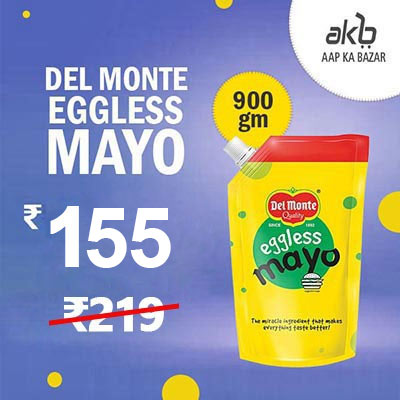 akb
AAP KA BAZAR
DEL MONTE
EGGLESS
MAYO
900
gm
₹ 155
₹219
Del Monte
Quality
SINCE 1892
eggless
mayo
The miracle ingredient that makes
everything taste better!